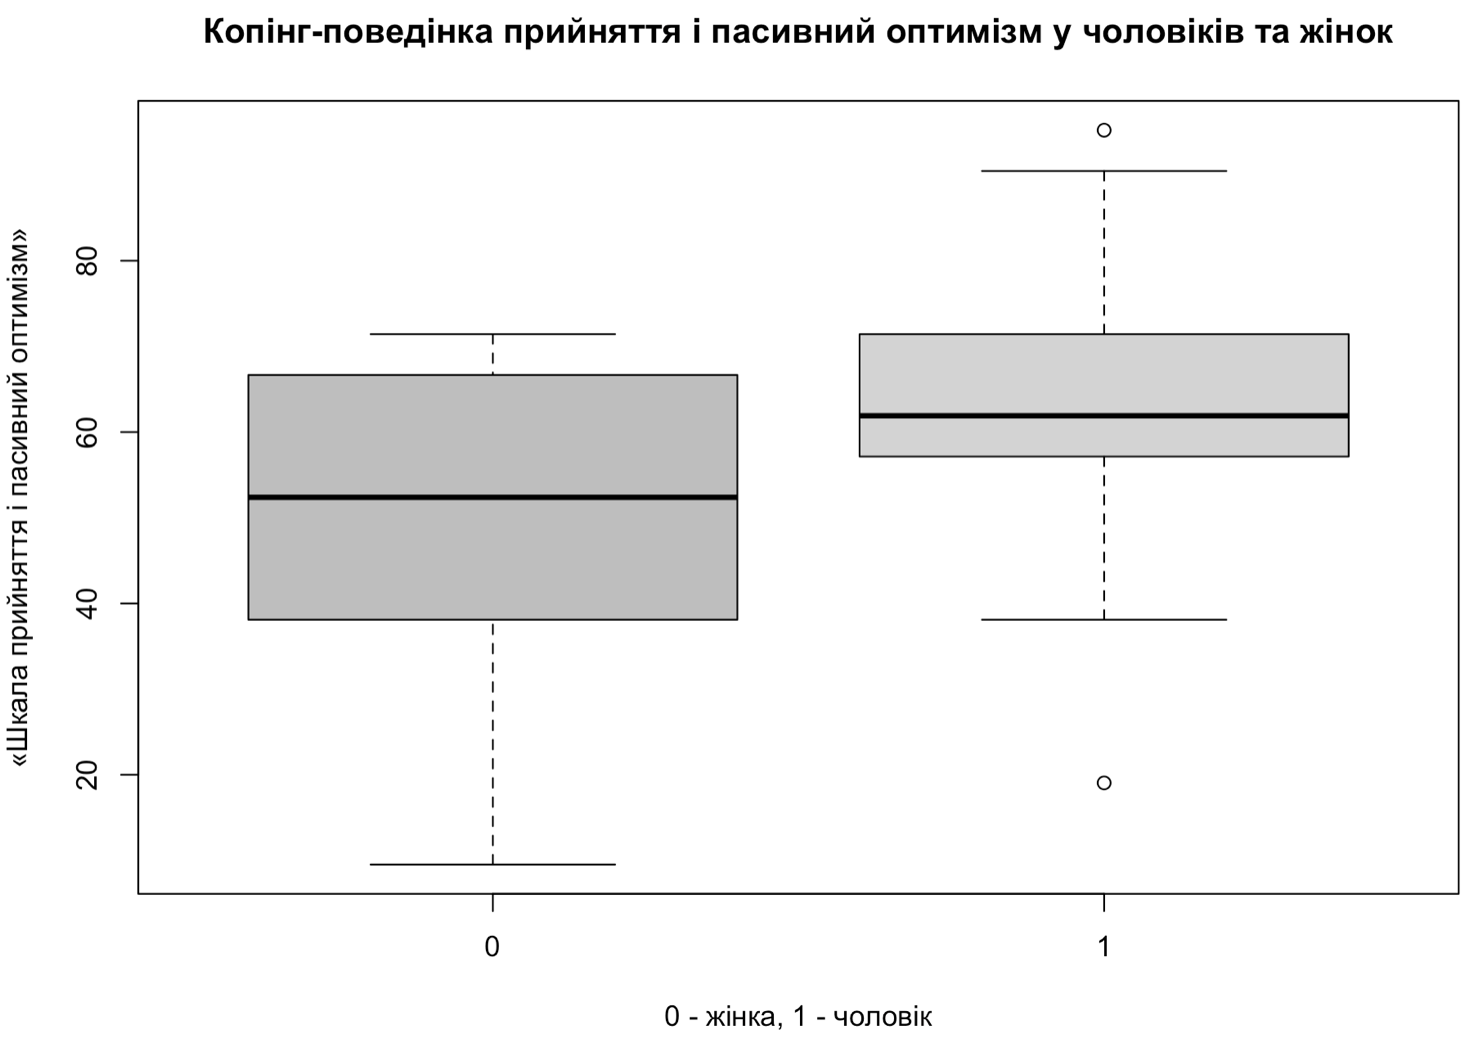 Копінг-поведінка прийняття і пасивний оптимізм у чоловіків та жінок
«Шкала прийняття і пасивний оптимізм»
80
60
40
20
0 1
0 - жінка, 1 - чоловік